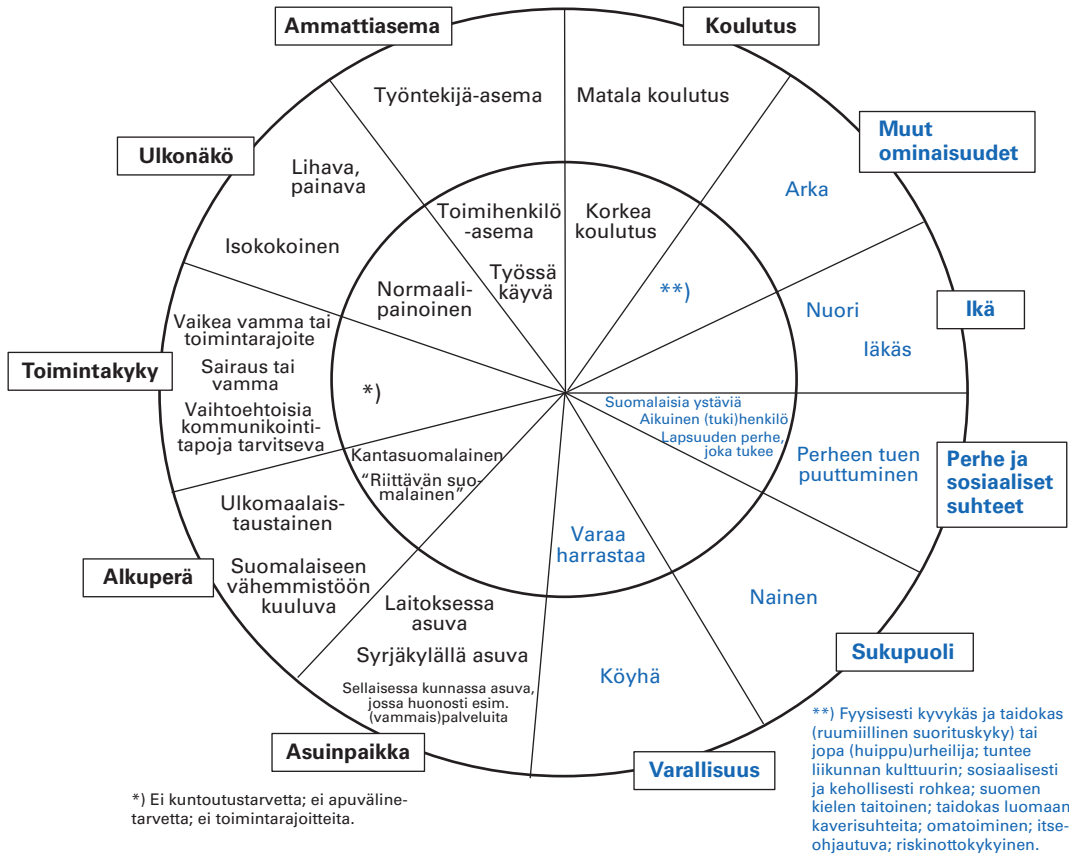 Ammattiasema
Koulutus
Työntekijä-asema
Matala koulutus
Muut
ominaisuudet
Ulkonäkö
Lihava,
painava
Isokokoinen
Arka
Toimihenkilö
-asema
Työssä
käyvä
Korkea
koulutus
Normaali-
painoinen
**)
Nuori
Iäkäs
Ikä
Toimintakyky
Vaikea vamma tai
toimintarajoite
Sairaus tai
vamma
Vaihtoehtoisia
kommunikointi-
tapoja tarvitseva
*)
Suomalaisia ystäviä
Aikuinen (tuki)henkilö
Lapsuuden perhe,
joka tukee
Perheen tuen
puuttuminen
Perhe ja
sosiaaliset
suhteet
Kantasuomalainen
“Riittävän suo-
malainen”
Ulkomaalais-
taustainen
Suomalaiseen
vähemmistöön
kuuluva
Alkuperä
Varaa
harrastaa
Nainen
Sukupuoli
Laitoksessa
asuva
Syrjäkylällä asuva
Sellaisessa kunnassa asuva,
jossa huonosti esim.
(vammais)palveluita
Asuinpaikka
Köyhä
Varallisuus
*) Ei kuntoutustarvetta; ei apuväline-
tarvetta; ei toimintarajoitteita.
**) Fyysisesti kyvykäs ja taidokas
(ruumiillinen suorituskyky) tai
jopa (huippu)urheilija; tuntee
liikunnan kulttuurin; sosiaalisesti
ja kehollisesti rohkea; suomen
kielen taitoinen; taidokas luomaan
kaverisuhteita; omatoiminen; itse-
ohjautuva; riskinottokykyinen.